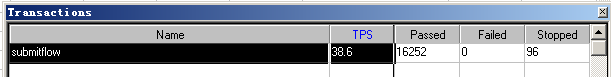 Transactions
Name TPS Passed Failed Stopped
submitflow 38.6 16252 0 96